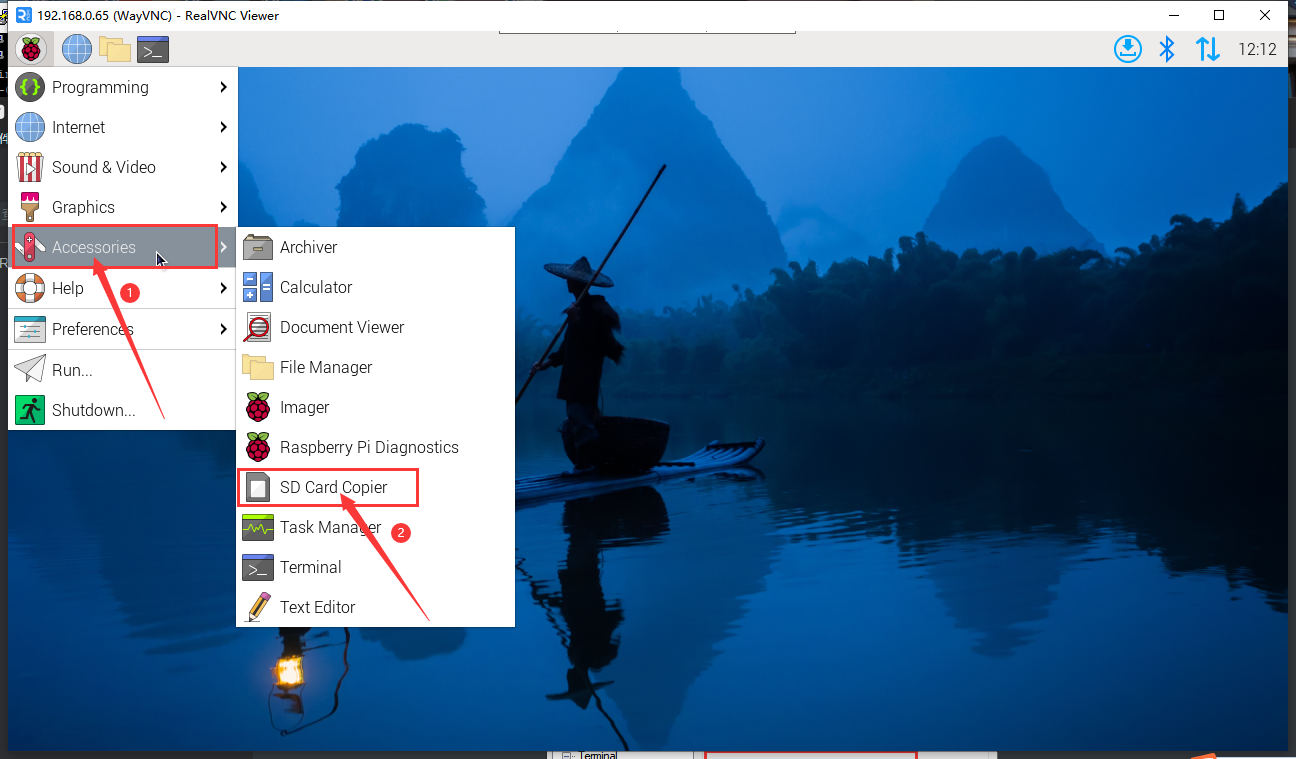 192.168.0.65 (WayVNC) - RealVNC Viewer
12:12
Programming
Internet
Sound & Video
Graphics
Accessories
Help
1
Preferences
Run...
Shutdown...
Archiver
Calculator
Document Viewer
File Manager
Imager
Raspberry Pi Diagnostics
SD Card Copier
Task Manager
2
Terminal
Text Editor
Terminal